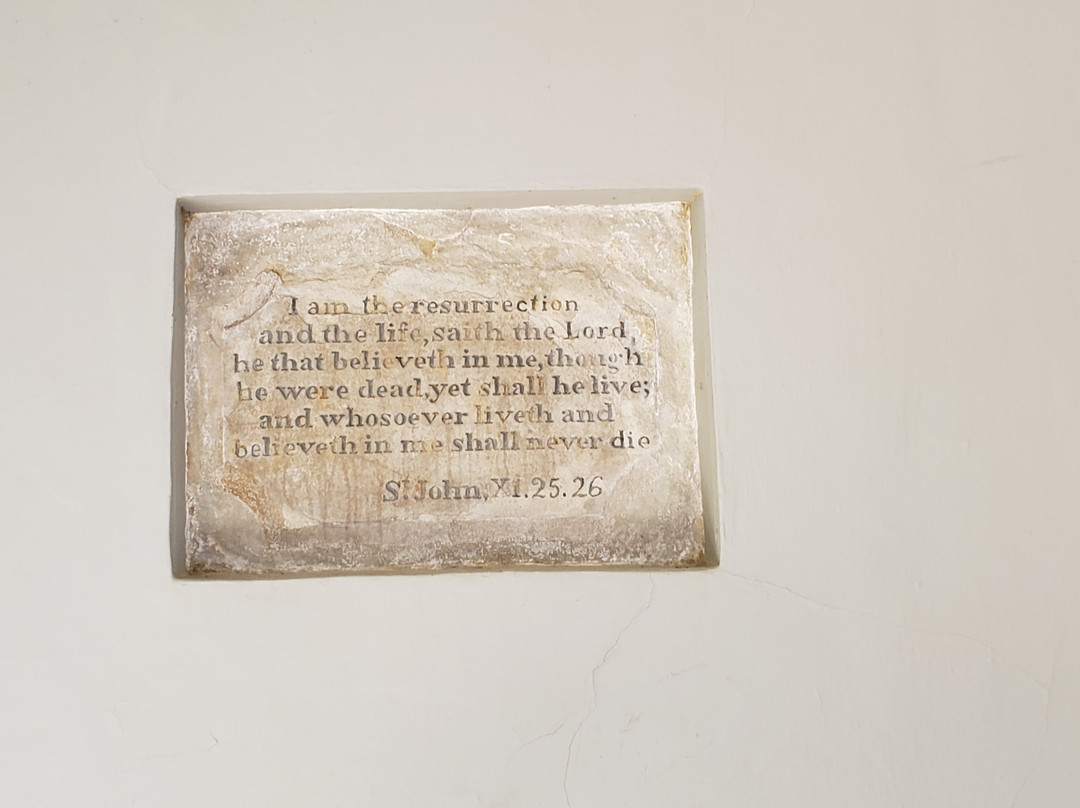 I am the resurrection
and the life, saith the Lord,
he that believeth in me, though
he were dead, yet shall he live;
and whosoever liveth and
believeth in me shall never die
St. John, XI. 25. 26